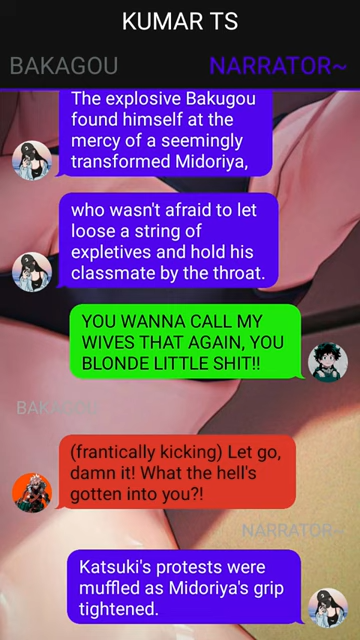 KUMAR TS
BAKAGOU NARRATOR~
The explosive Bakugou
found himself at the
mercy of a seemingly
transformed Midoriya,
who wasn't afraid to let
loose a string of
expletives and hold his
classmate by the throat.
YOU WANNA CALL MY
WIVES THAT AGAIN, YOU
BLONDE LITTLE SHIT!!
BAKAGOU
(frantically kicking) Let go,
damn it! What the hell's
gotten into you?!
NARRATOR~
Katsuki's protests were
muffled as Midoriya's grip
tightened.